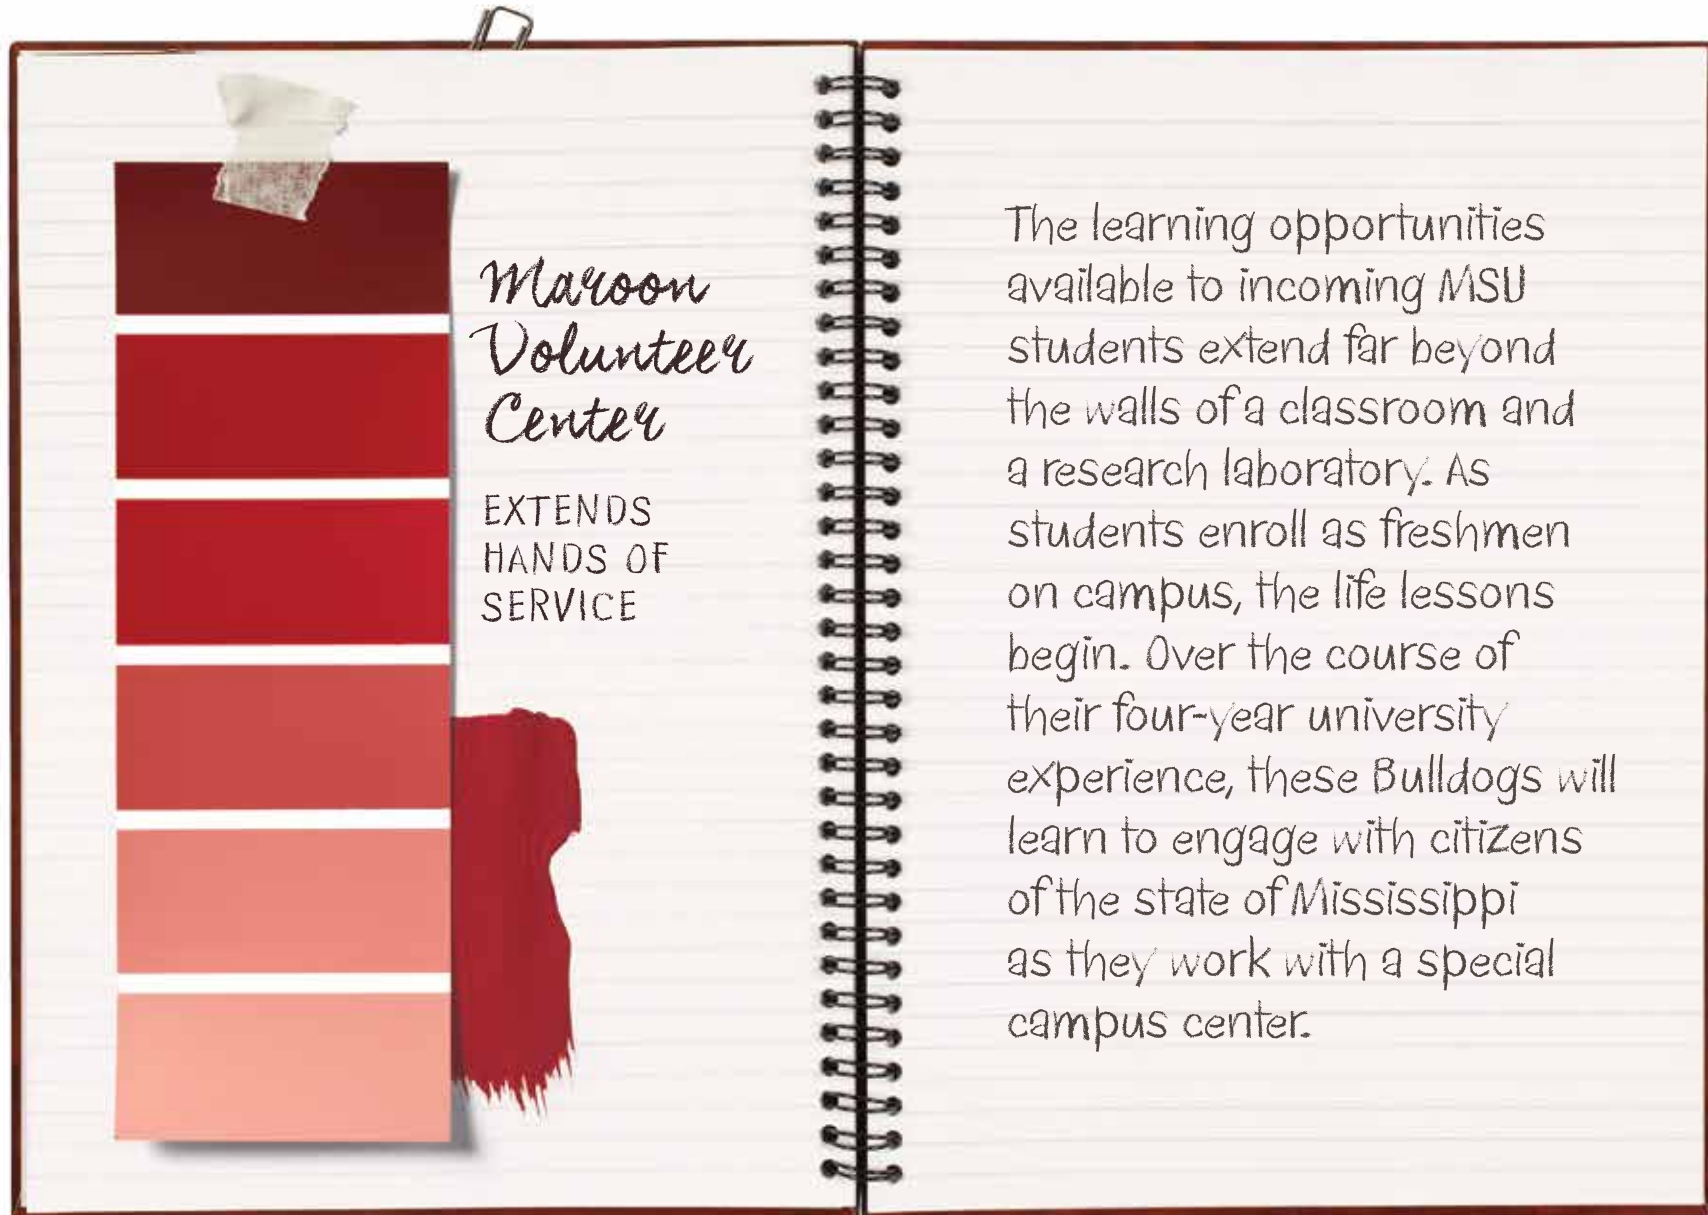 Maroon
Volunteer
Center
EXTENDS
HANDS OF
SERVICE
The learning opportunities
available to incoming MSU
students extend far beyond
the walls of a classroom and
a research laboratory. As
students enroll as freshmen
on campus, the life lessons
begin. Over the course of
their four-year university
experience, these Bulldogs will
learn to engage with citizens
of the state of Mississippi
as they work with a special
campus center.